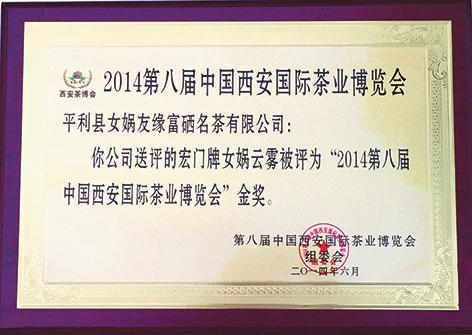 西安茶博会
2014第八届中国西安国际茶业博览会
平利县女娲友缘富硒名茶有限公司：
你公司送评的宏门牌女娲云雾被评为“2014第八届
中国西安国际茶业博览会”金奖。
第八届中国西安国际茶业博览会
组委会
二〇一四年六月